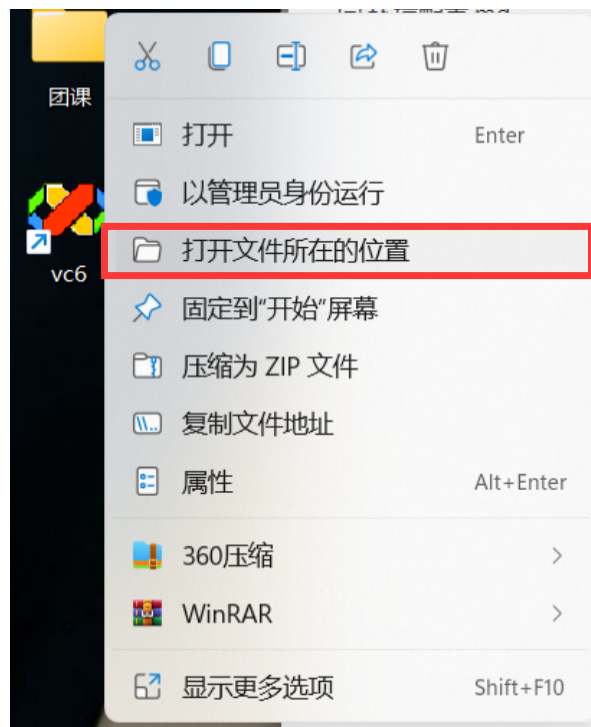 团课
vc6
打开 Enter
以管理员身份运行
打开文件所在的位置
固定到“开始”屏幕
压缩为 ZIP 文件
复制文件地址
属性 Alt+Enter
360压缩
WinRAR
显示更多选项 Shift+F10